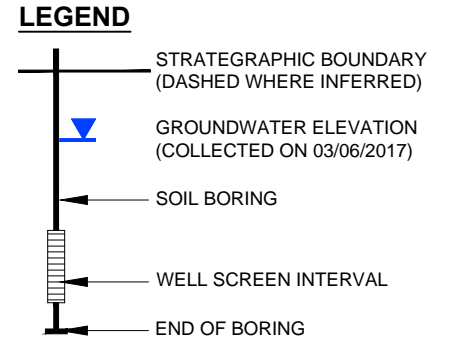 LEGEND
STRATEGRAPHIC BOUNDARY
(DASHED WHERE INFERRED)
GROUNDWATER ELEVATION
(COLLECTED ON 03/06/2017)
SOIL BORING
WELL SCREEN INTERVAL
END OF BORING